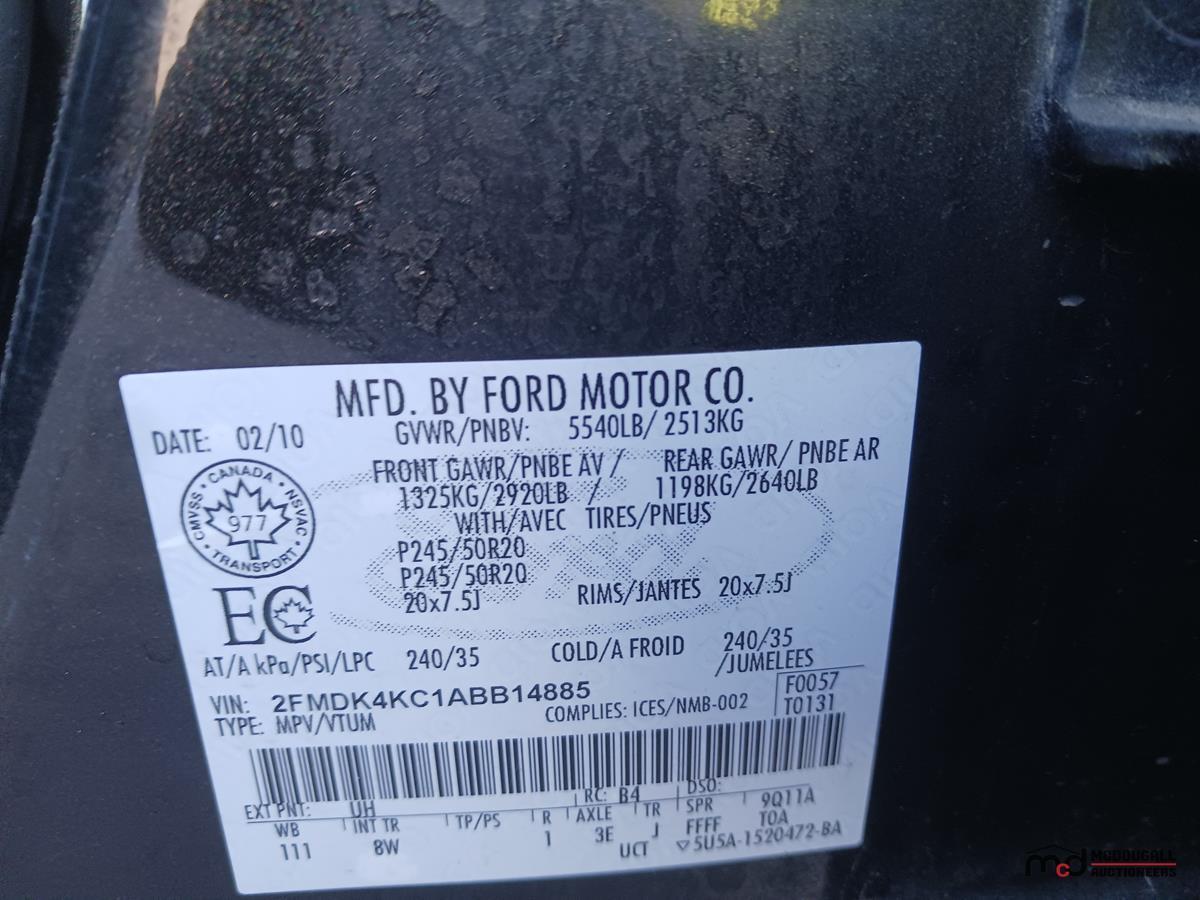 MFD. BY FORD MOTOR CO.
DATE: 02/10
GVWR/PNBV: 5540LB/ 2513KG
FRONT GAWR/PNBE AV / REAR GAWR/ PNBE AR
1325KG/2920LB / 1198KG/2640LB
WITH/AVEC TIRES/PNEUS
P245/50R20
P245/50R20
20x7.5J RIMS/JANTES 20x7.5J
CANADA
CMVSS NSVAC
977
TRANSPORT
EC
AT/A kPa/PSI/LPC 240/35 COLD/A FROID 240/35
/JUMELEES
VIN: 2FMDK4KC1ABB14885
F0057
TYPE: MPV/VTUM COMPLIES: ICES/NMB-002 T0131
EXT PNT: UH RC: B4 DSO:
WB INT TR TP/PS R AXLE TR SPR 9Q11A
111 8W 1 3E J FFFF TOA
UCT ▽5U5A-1520472-BA
mcd MCDOUGALL
AUCTIONEERS